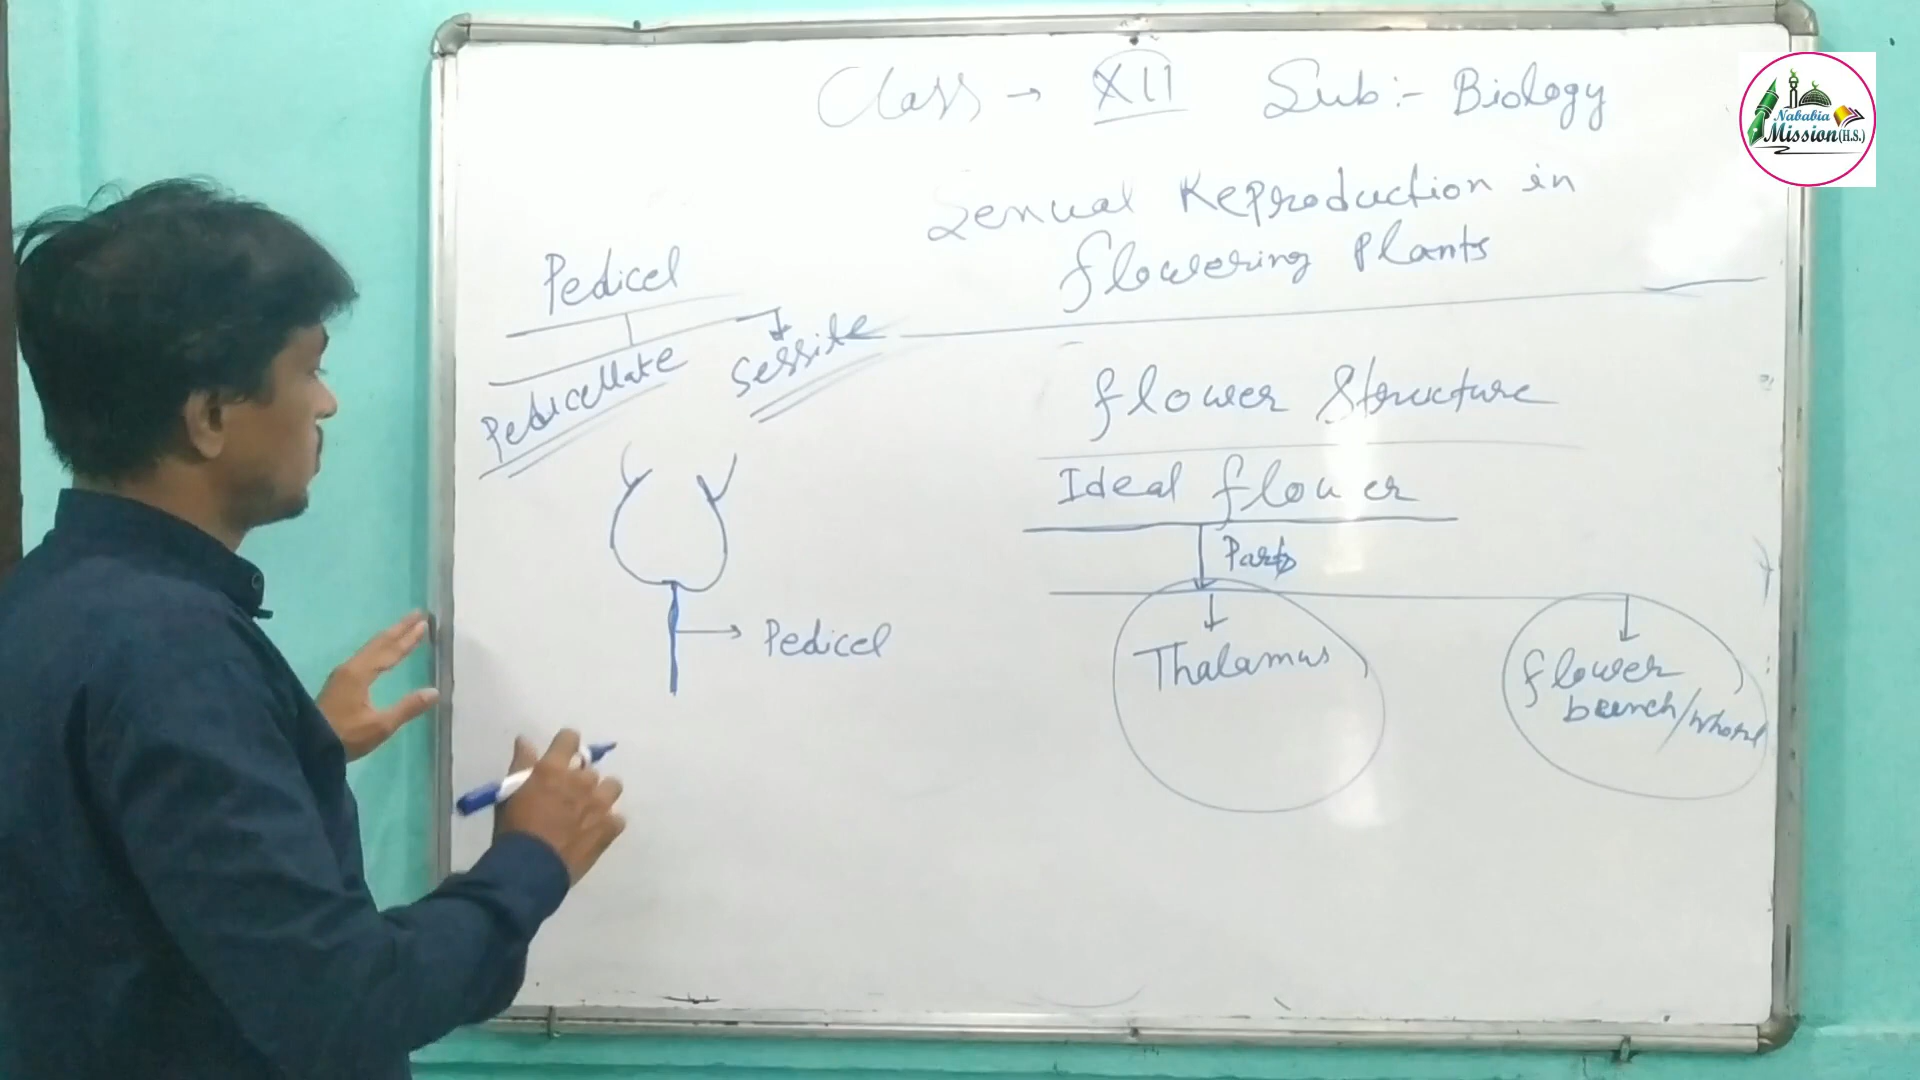 Class → XII Sub:- Biology
Sexual Reproduction in
flowering Plants
Pedicel
Pedicellate
Sessile
Pedicel
flower Structure
Ideal flower
Parts
Thalamus
flower
branch/whorl
Nababia
Mission (H.S.)